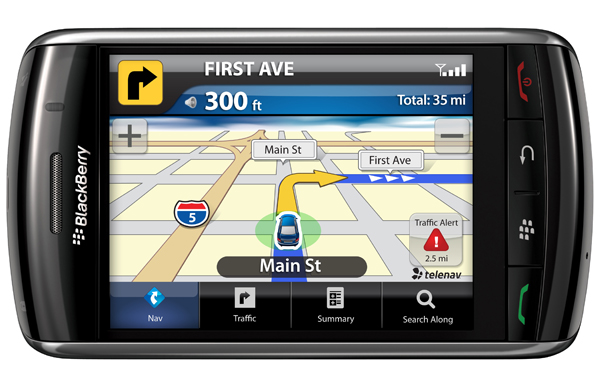 BlackBerry
FIRST AVE
300 ft
Total: 35 mi
+
−
Main St
First Ave
5
Traffic Alert
2.5 mi
Main St
telenav
Nav
Traffic
Summary
Search Along